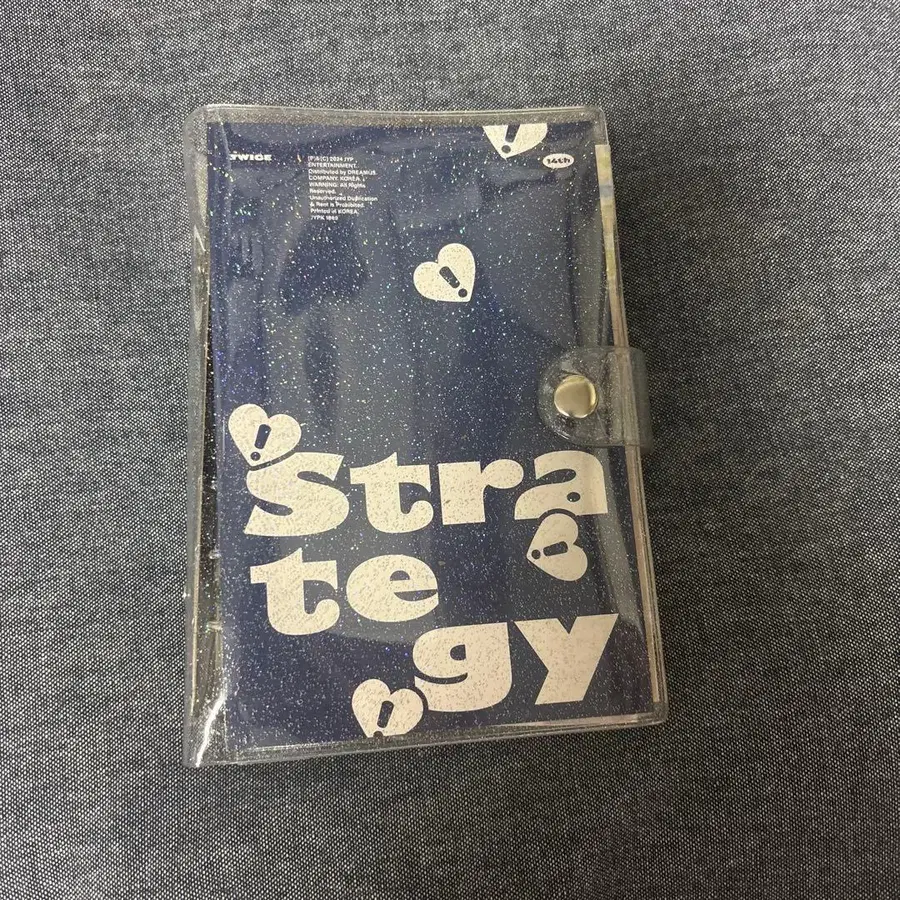 TWICE
(P)&(C) 2024 JYP
ENTERTAINMENT.
Distributed by DREAMUS
COMPANY. KOREA.
WARNING: All Rights
Reserved.
Unauthorized Duplication
& Rent is Prohibited.
Printed in KOREA.
14th
Stra
te
gy